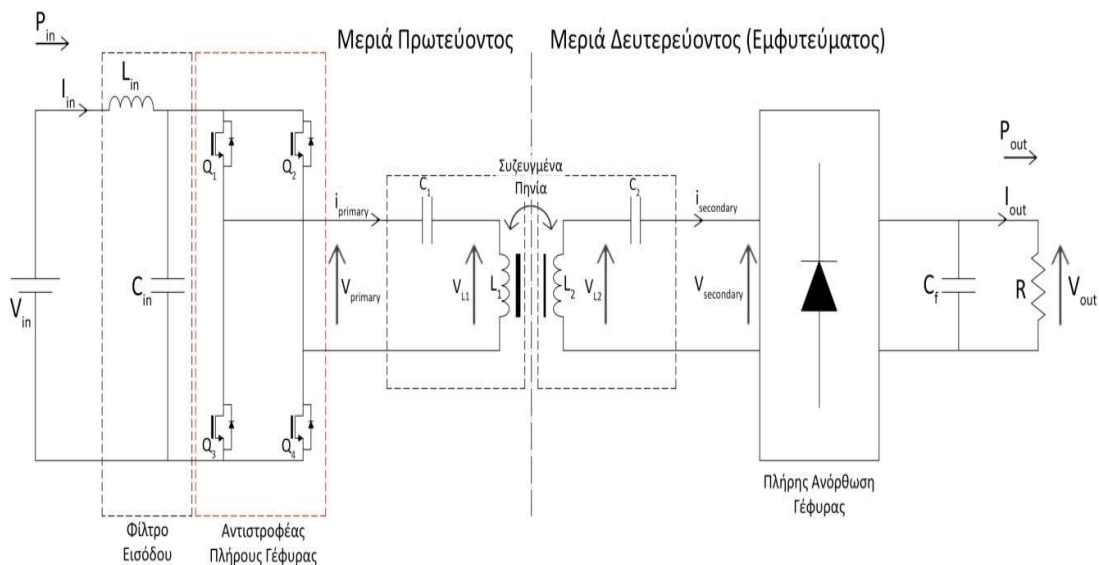 P_in
Μεριά Πρωτεύοντος
Μεριά Δευτερεύοντος (Εμφυτεύματος)
I_in
L_in
Q_1
Q_2
Συζευγμένα
Πηνία
P_out
C_1
C_2
i_primary
i_secondary
I_out
V_in
C_in
V_primary
V_L1
L_1
L_2
V_L2
V_secondary
C_f
R
V_out
Q_3
Q_4
Πλήρης Ανόρθωση
Γέφυρας
Φίλτρο
Εισόδου
Αντιστροφέας
Πλήρους Γέφυρας